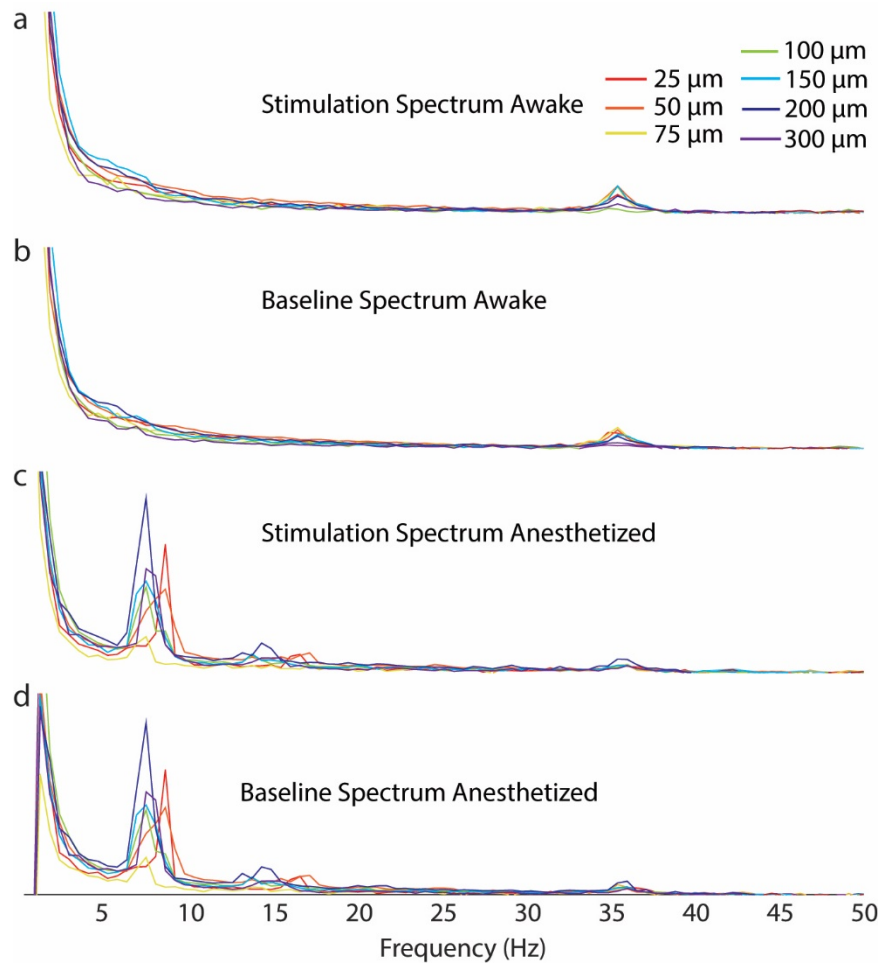 a
Stimulation Spectrum Awake
25 µm
50 µm
75 µm
100 µm
150 µm
200 µm
300 µm
b
Baseline Spectrum Awake
c
Stimulation Spectrum Anesthetized
d
Baseline Spectrum Anesthetized
5 10 15 20 25 30 35 40 45 50
Frequency (Hz)